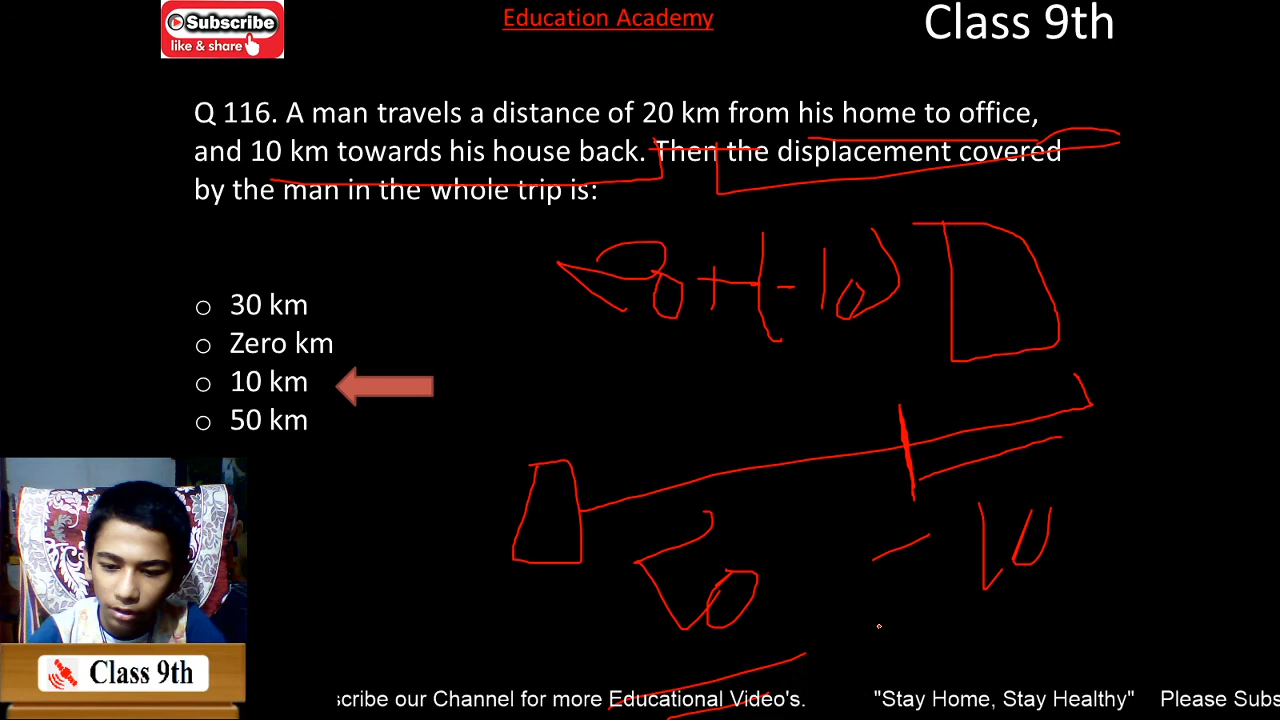 Subscribe
like & share
Education Academy
Class 9th
Q 116. A man travels a distance of 20 km from his home to office,
and 10 km towards his house back. Then the displacement covered
by the man in the whole trip is:
20+(-10)
o 30 km
o Zero km
o 10 km
o 50 km
20
- 10
Class 9th
scribe our Channel for more Educational Video's. "Stay Home, Stay Healthy" Please Subs